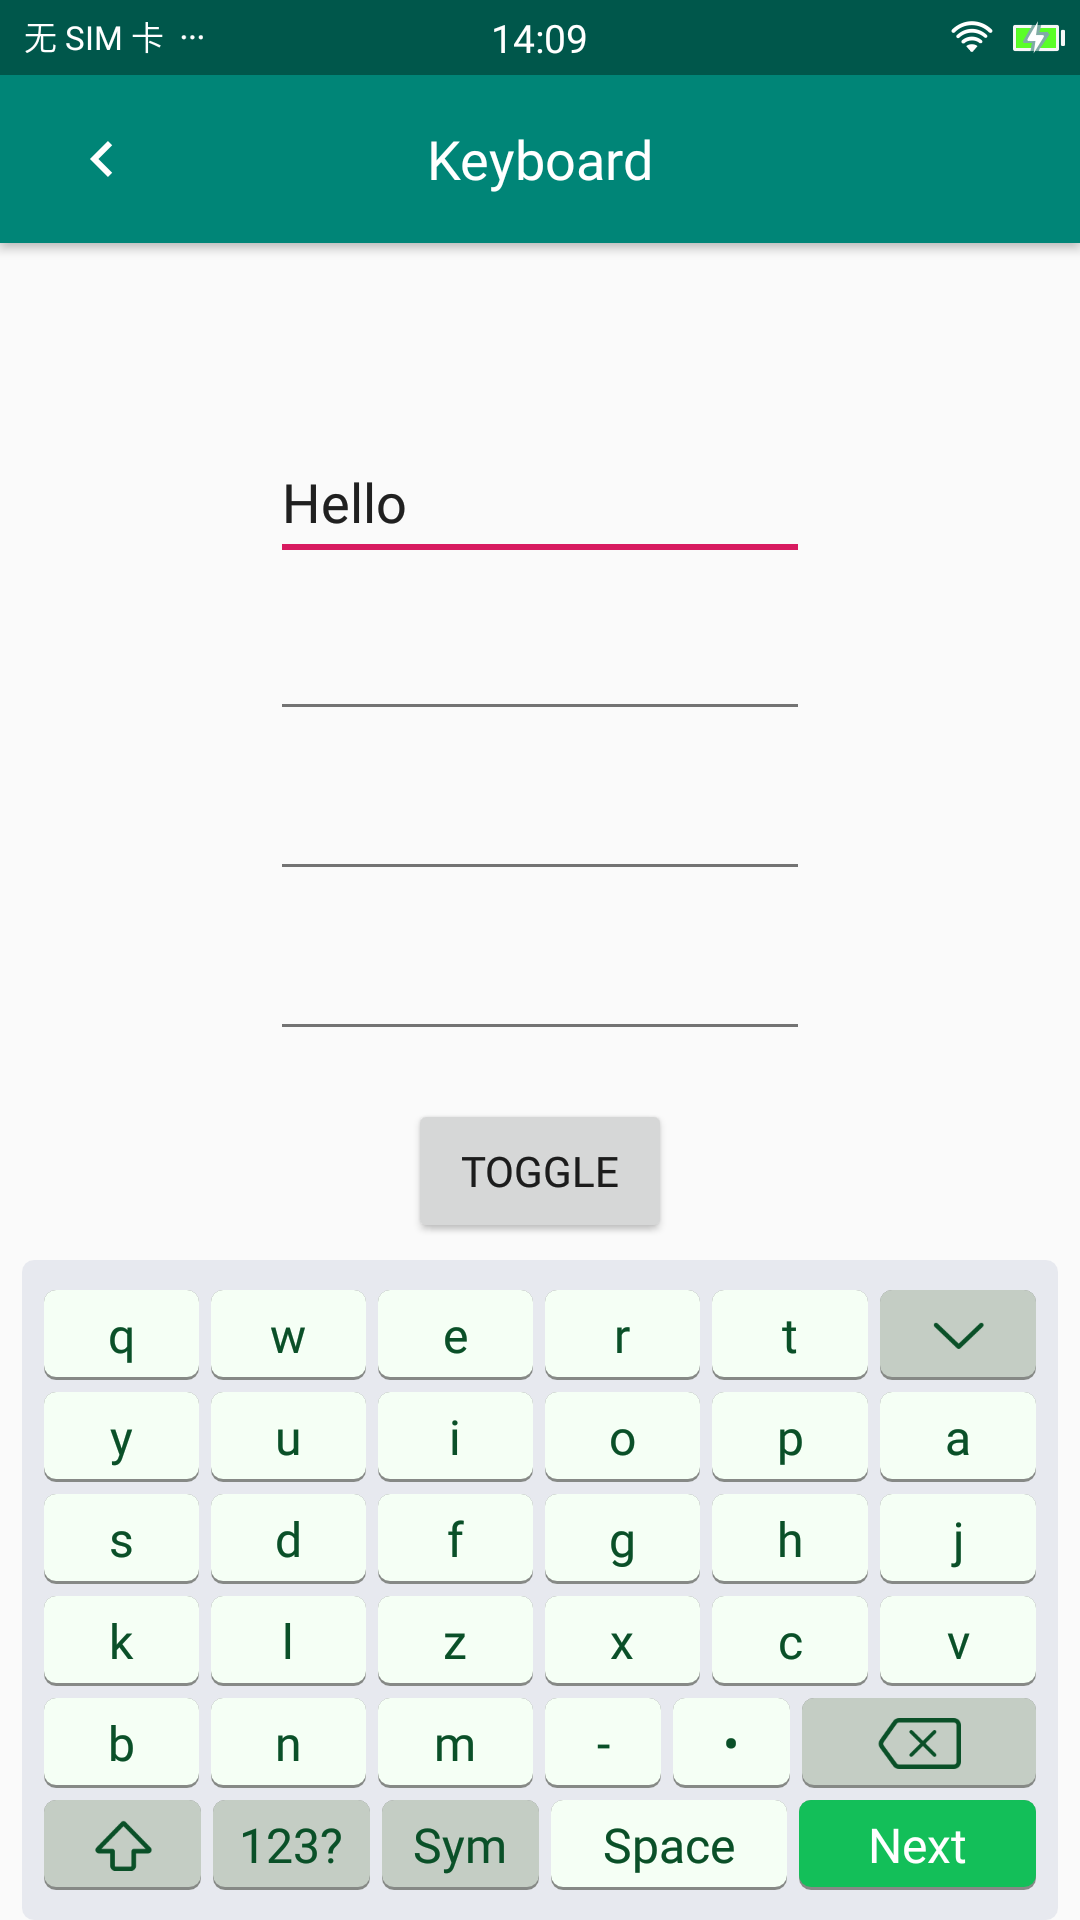 无 SIM 卡 ··· 14:09
Keyboard
Hello
TOGGLE
q w e r t
y u i o p a
s d f g h j
k l z x c v
b n m - •
123? Sym Space Next